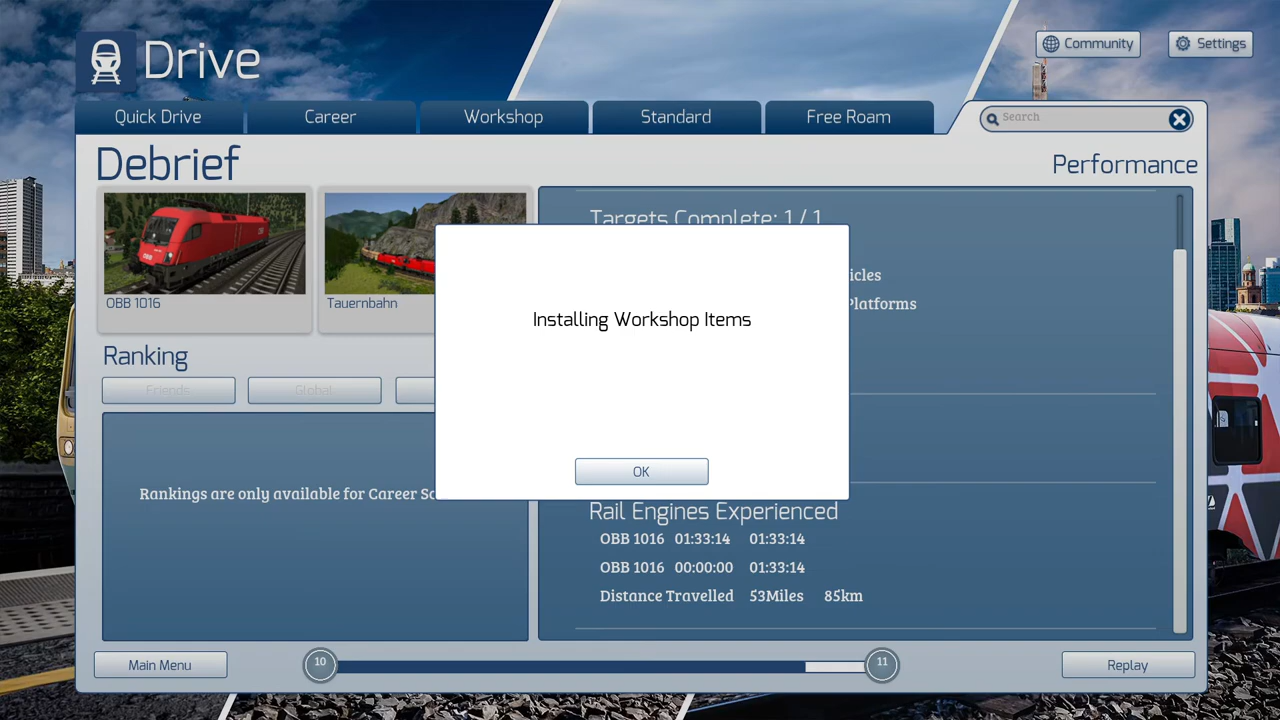 Drive
Community
Settings
Quick Drive
Career
Workshop
Standard
Free Roam
Search
Debrief
Performance
OBB 1016
Tauernbahn
Targets Complete: 1 / 1
Platforms
Installing Workshop Items
OK
Ranking
Friends
Global
Rankings are only available for Career
Rail Engines Experienced
OBB 1016 01:33:14 01:33:14
OBB 1016 00:00:00 01:33:14
Distance Travelled 53Miles 85km
Main Menu
10
11
Replay